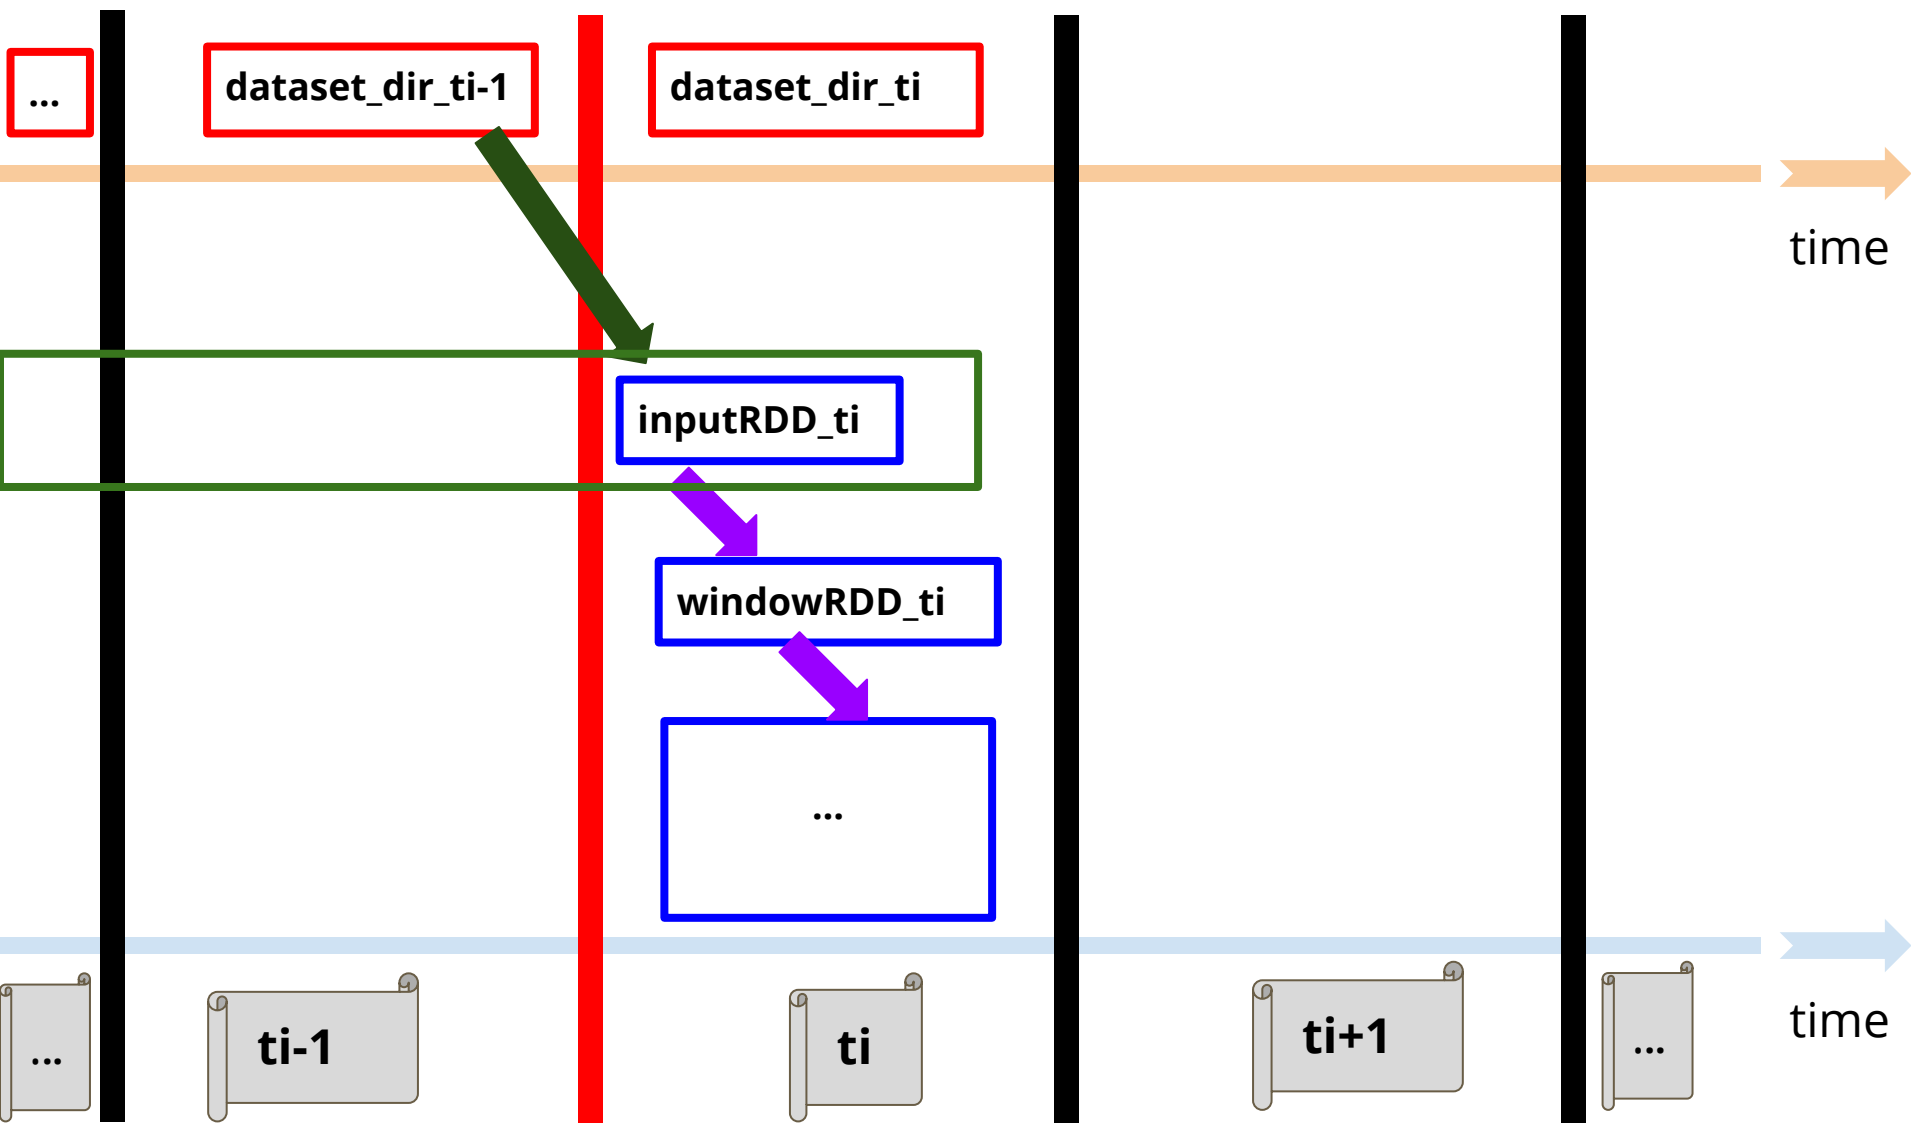 ...
dataset_dir_ti-1
dataset_dir_ti
time
inputRDD_ti
windowRDD_ti
...
...
ti-1
ti
ti+1
...
time